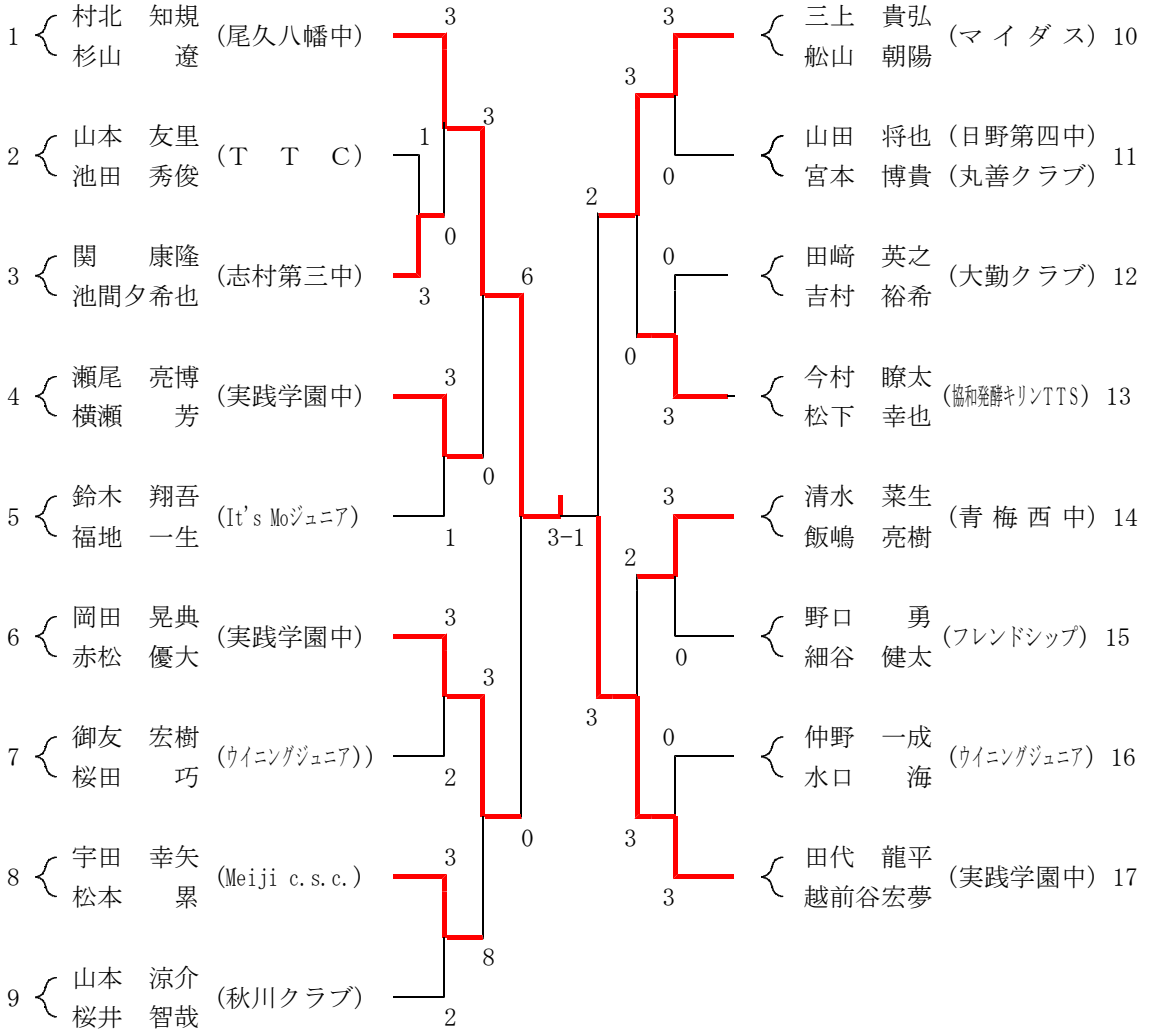 1 村北 知規 (尾久八幡中)
杉山 遼
2 山本 友里 (T T C)
池田 秀俊
3 関 康隆 (志村第三中)
池間夕希也
4 瀬尾 亮博 (実践学園中)
横瀬 芳
5 鈴木 翔吾 (It's Moジュニア)
福地 一生
6 岡田 晃典 (実践学園中)
赤松 優大
7 御友 宏樹 (ウイニングジュニア))
桜田 巧
8 宇田 幸矢 (Meiji c.s.c.)
松本 累
9 山本 涼介 (秋川クラブ)
桜井 智哉
3
1
3
0
3
3
0
1
6
3
3
2
0
3
8
2
3-1
3
3
0
2
0
0
3
3
2
0
3
0
3
3
三上 貴弘 (マイダス) 10
舩山 朝陽
山田 将也 (日野第四中) 11
宮本 博貴 (丸善クラブ)
田﨑 英之 (大勤クラブ) 12
吉村 裕希
今村 瞭太 (協和発酵キリンTTS) 13
松下 幸也
清水 菜生 (青梅西中) 14
飯嶋 亮樹
野口 勇 (フレンドシップ) 15
細谷 健太
仲野 一成 (ウイニングジュニア) 16
水口 海
田代 龍平 (実践学園中) 17
越前谷宏夢